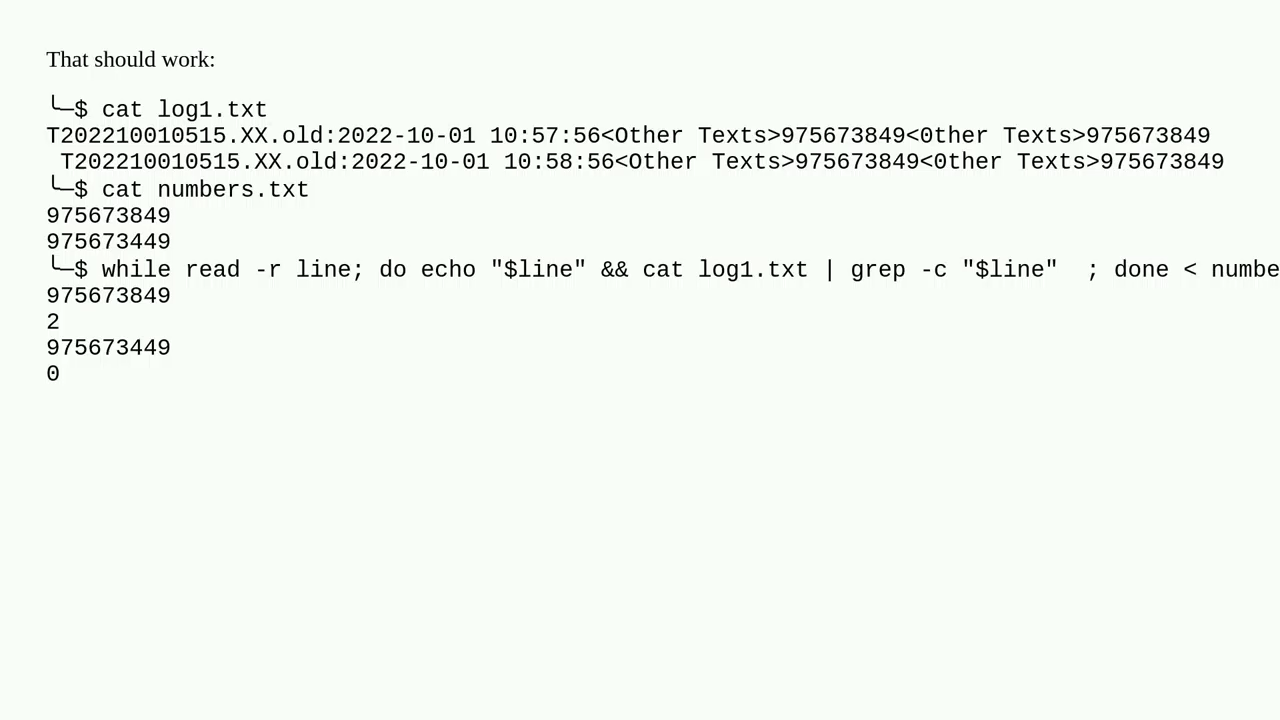 That should work:
╰─$ cat log1.txt
T202210010515.XX.old:2022-10-01 10:57:56<Other Texts>975673849<0ther Texts>975673849
 T202210010515.XX.old:2022-10-01 10:58:56<Other Texts>975673849<0ther Texts>975673849
╰─$ cat numbers.txt
975673849
975673449
╰─$ while read -r line; do echo "$line" && cat log1.txt | grep -c "$line"  ; done < numbe
975673849
2
975673449
0